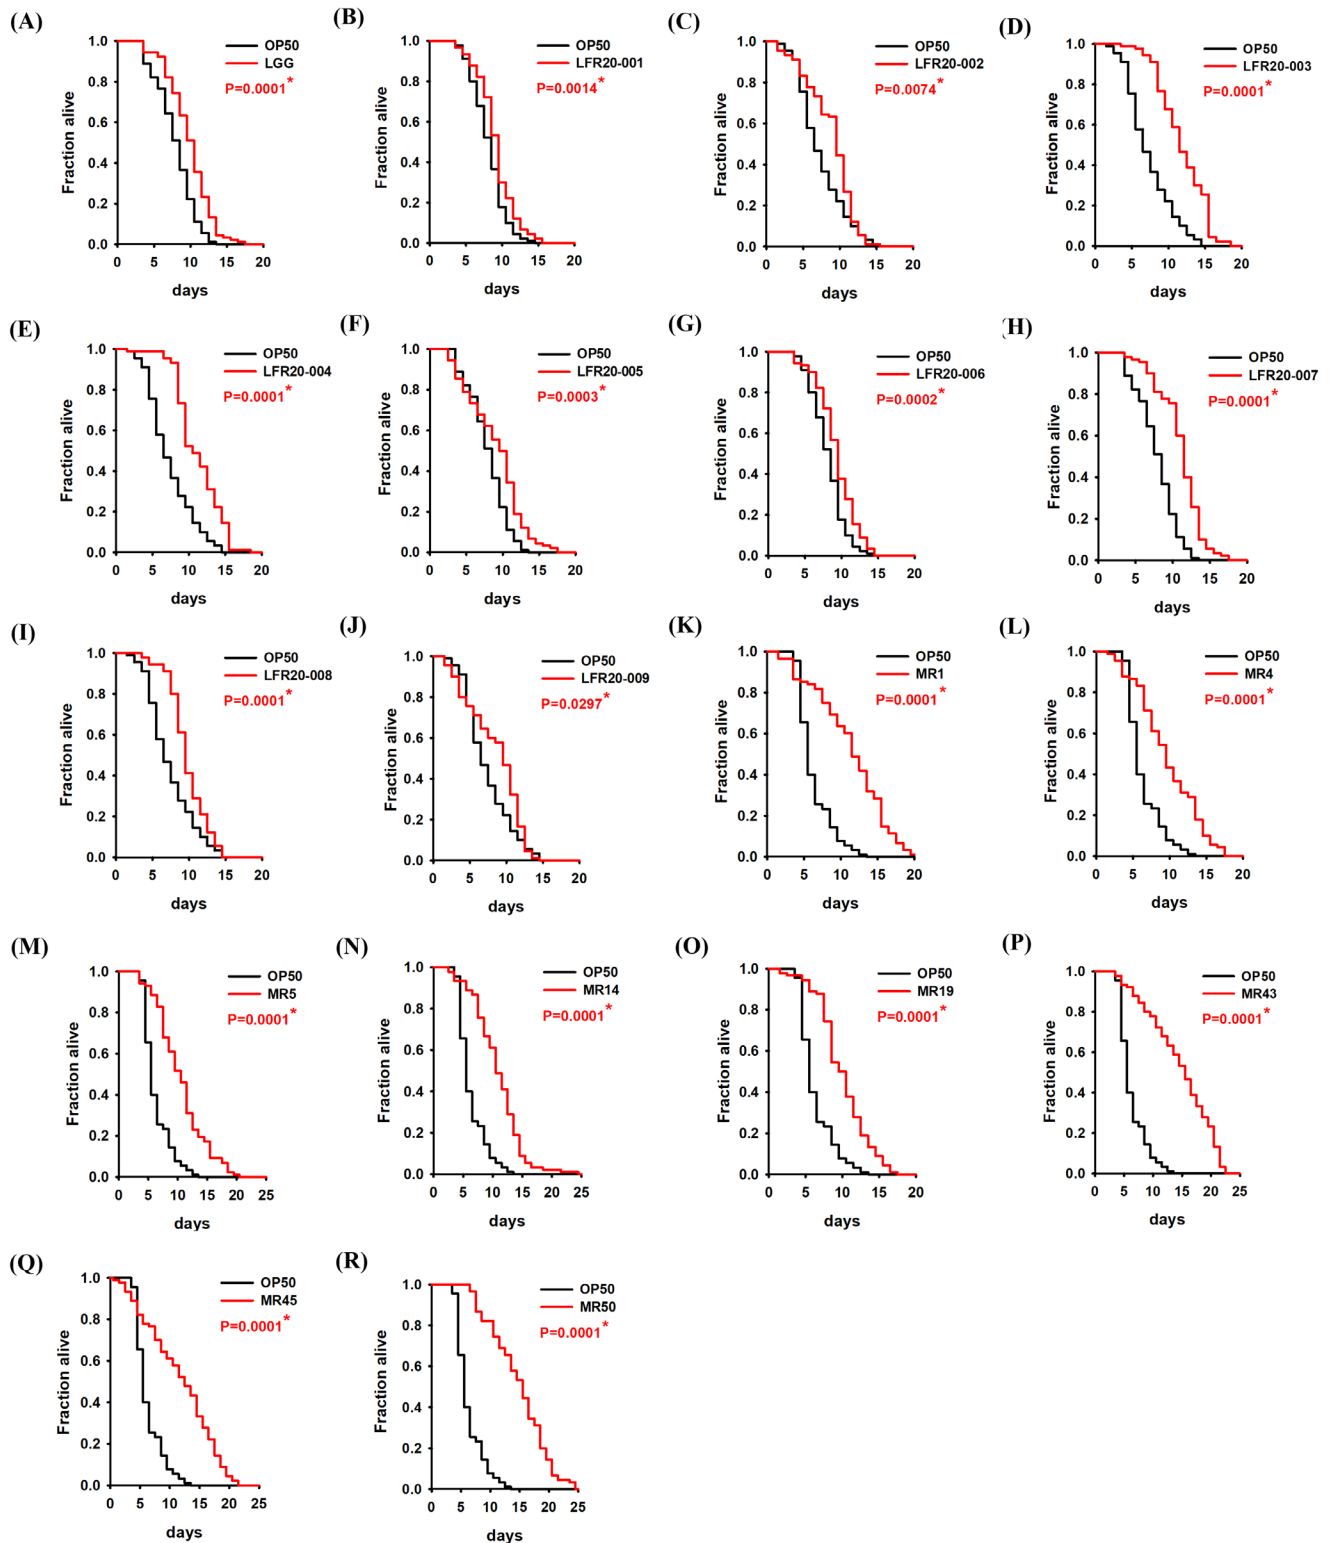 (A)
OP50
LGG
P=0.0001*
1.0
0.8
0.6
0.4
0.2
0.0
Fraction alive
0 5 10 15 20
days
(B)
OP50
LFR20-001
P=0.0014*
1.0
0.8
0.6
0.4
0.2
0.0
Fraction alive
0 5 10 15 20
days
(C)
OP50
LFR20-002
P=0.0074*
1.0
0.8
0.6
0.4
0.2
0.0
Fraction alive
0 5 10 15 20
days
(D)
OP50
LFR20-003
P=0.0001*
1.0
0.8
0.6
0.4
0.2
0.0
Fraction alive
0 5 10 15 20
days
(E)
OP50
LFR20-004
P=0.0001*
1.0
0.8
0.6
0.4
0.2
0.0
Fraction alive
0 5 10 15 20
days
(F)
OP50
LFR20-005
P=0.0003*
1.0
0.8
0.6
0.4
0.2
0.0
Fraction alive
0 5 10 15 20
days
(G)
OP50
LFR20-006
P=0.0002*
1.0
0.8
0.6
0.4
0.2
0.0
Fraction alive
0 5 10 15 20
days
(H)
OP50
LFR20-007
P=0.0001*
1.0
0.8
0.6
0.4
0.2
0.0
Fraction alive
0 5 10 15 20
days
(I)
OP50
LFR20-008
P=0.0001*
1.0
0.8
0.6
0.4
0.2
0.0
Fraction alive
0 5 10 15 20
days
(J)
OP50
LFR20-009
P=0.0297*
1.0
0.8
0.6
0.4
0.2
0.0
Fraction alive
0 5 10 15 20
days
(K)
OP50
MR1
P=0.0001*
1.0
0.8
0.6
0.4
0.2
0.0
Fraction alive
0 5 10 15 20
days
(L)
OP50
MR4
P=0.0001*
1.0
0.8
0.6
0.4
0.2
0.0
Fraction alive
0 5 10 15 20
days
(M)
OP50
MR5
P=0.0001*
1.0
0.8
0.6
0.4
0.2
0.0
Fraction alive
0 5 10 15 20 25
days
(N)
OP50
MR14
P=0.0001*
1.0
0.8
0.6
0.4
0.2
0.0
Fraction alive
0 5 10 15 20 25
days
(O)
OP50
MR19
P=0.0001*
1.0
0.8
0.6
0.4
0.2
0.0
Fraction alive
0 5 10 15 20
days
(P)
OP50
MR43
P=0.0001*
1.0
0.8
0.6
0.4
0.2
0.0
Fraction alive
0 5 10 15 20 25
days
(Q)
OP50
MR45
P=0.0001*
1.0
0.8
0.6
0.4
0.2
0.0
Fraction alive
0 5 10 15 20 25
days
(R)
OP50
MR50
P=0.0001*
1.0
0.8
0.6
0.4
0.2
0.0
Fraction alive
0 5 10 15 20 25
days